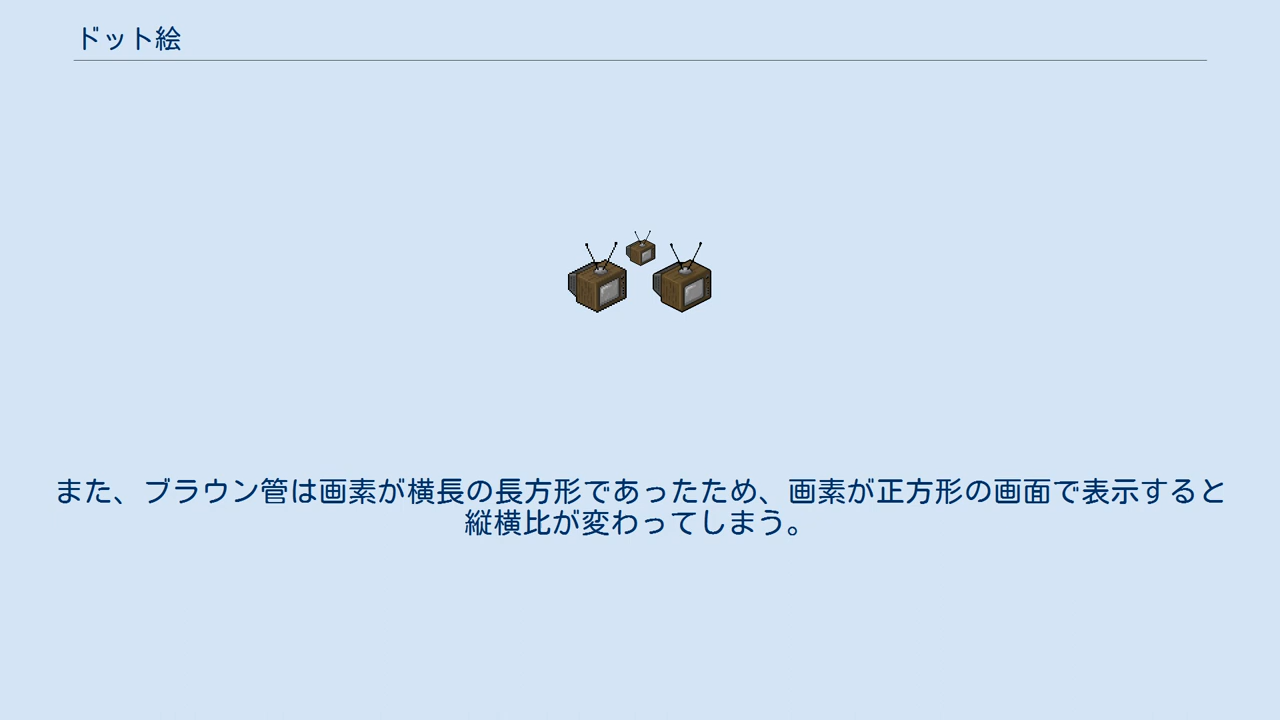 ドット絵
また、ブラウン管は画素が横長の長方形であったため、画素が正方形の画面で表示すると
縦横比が変わってしまう。